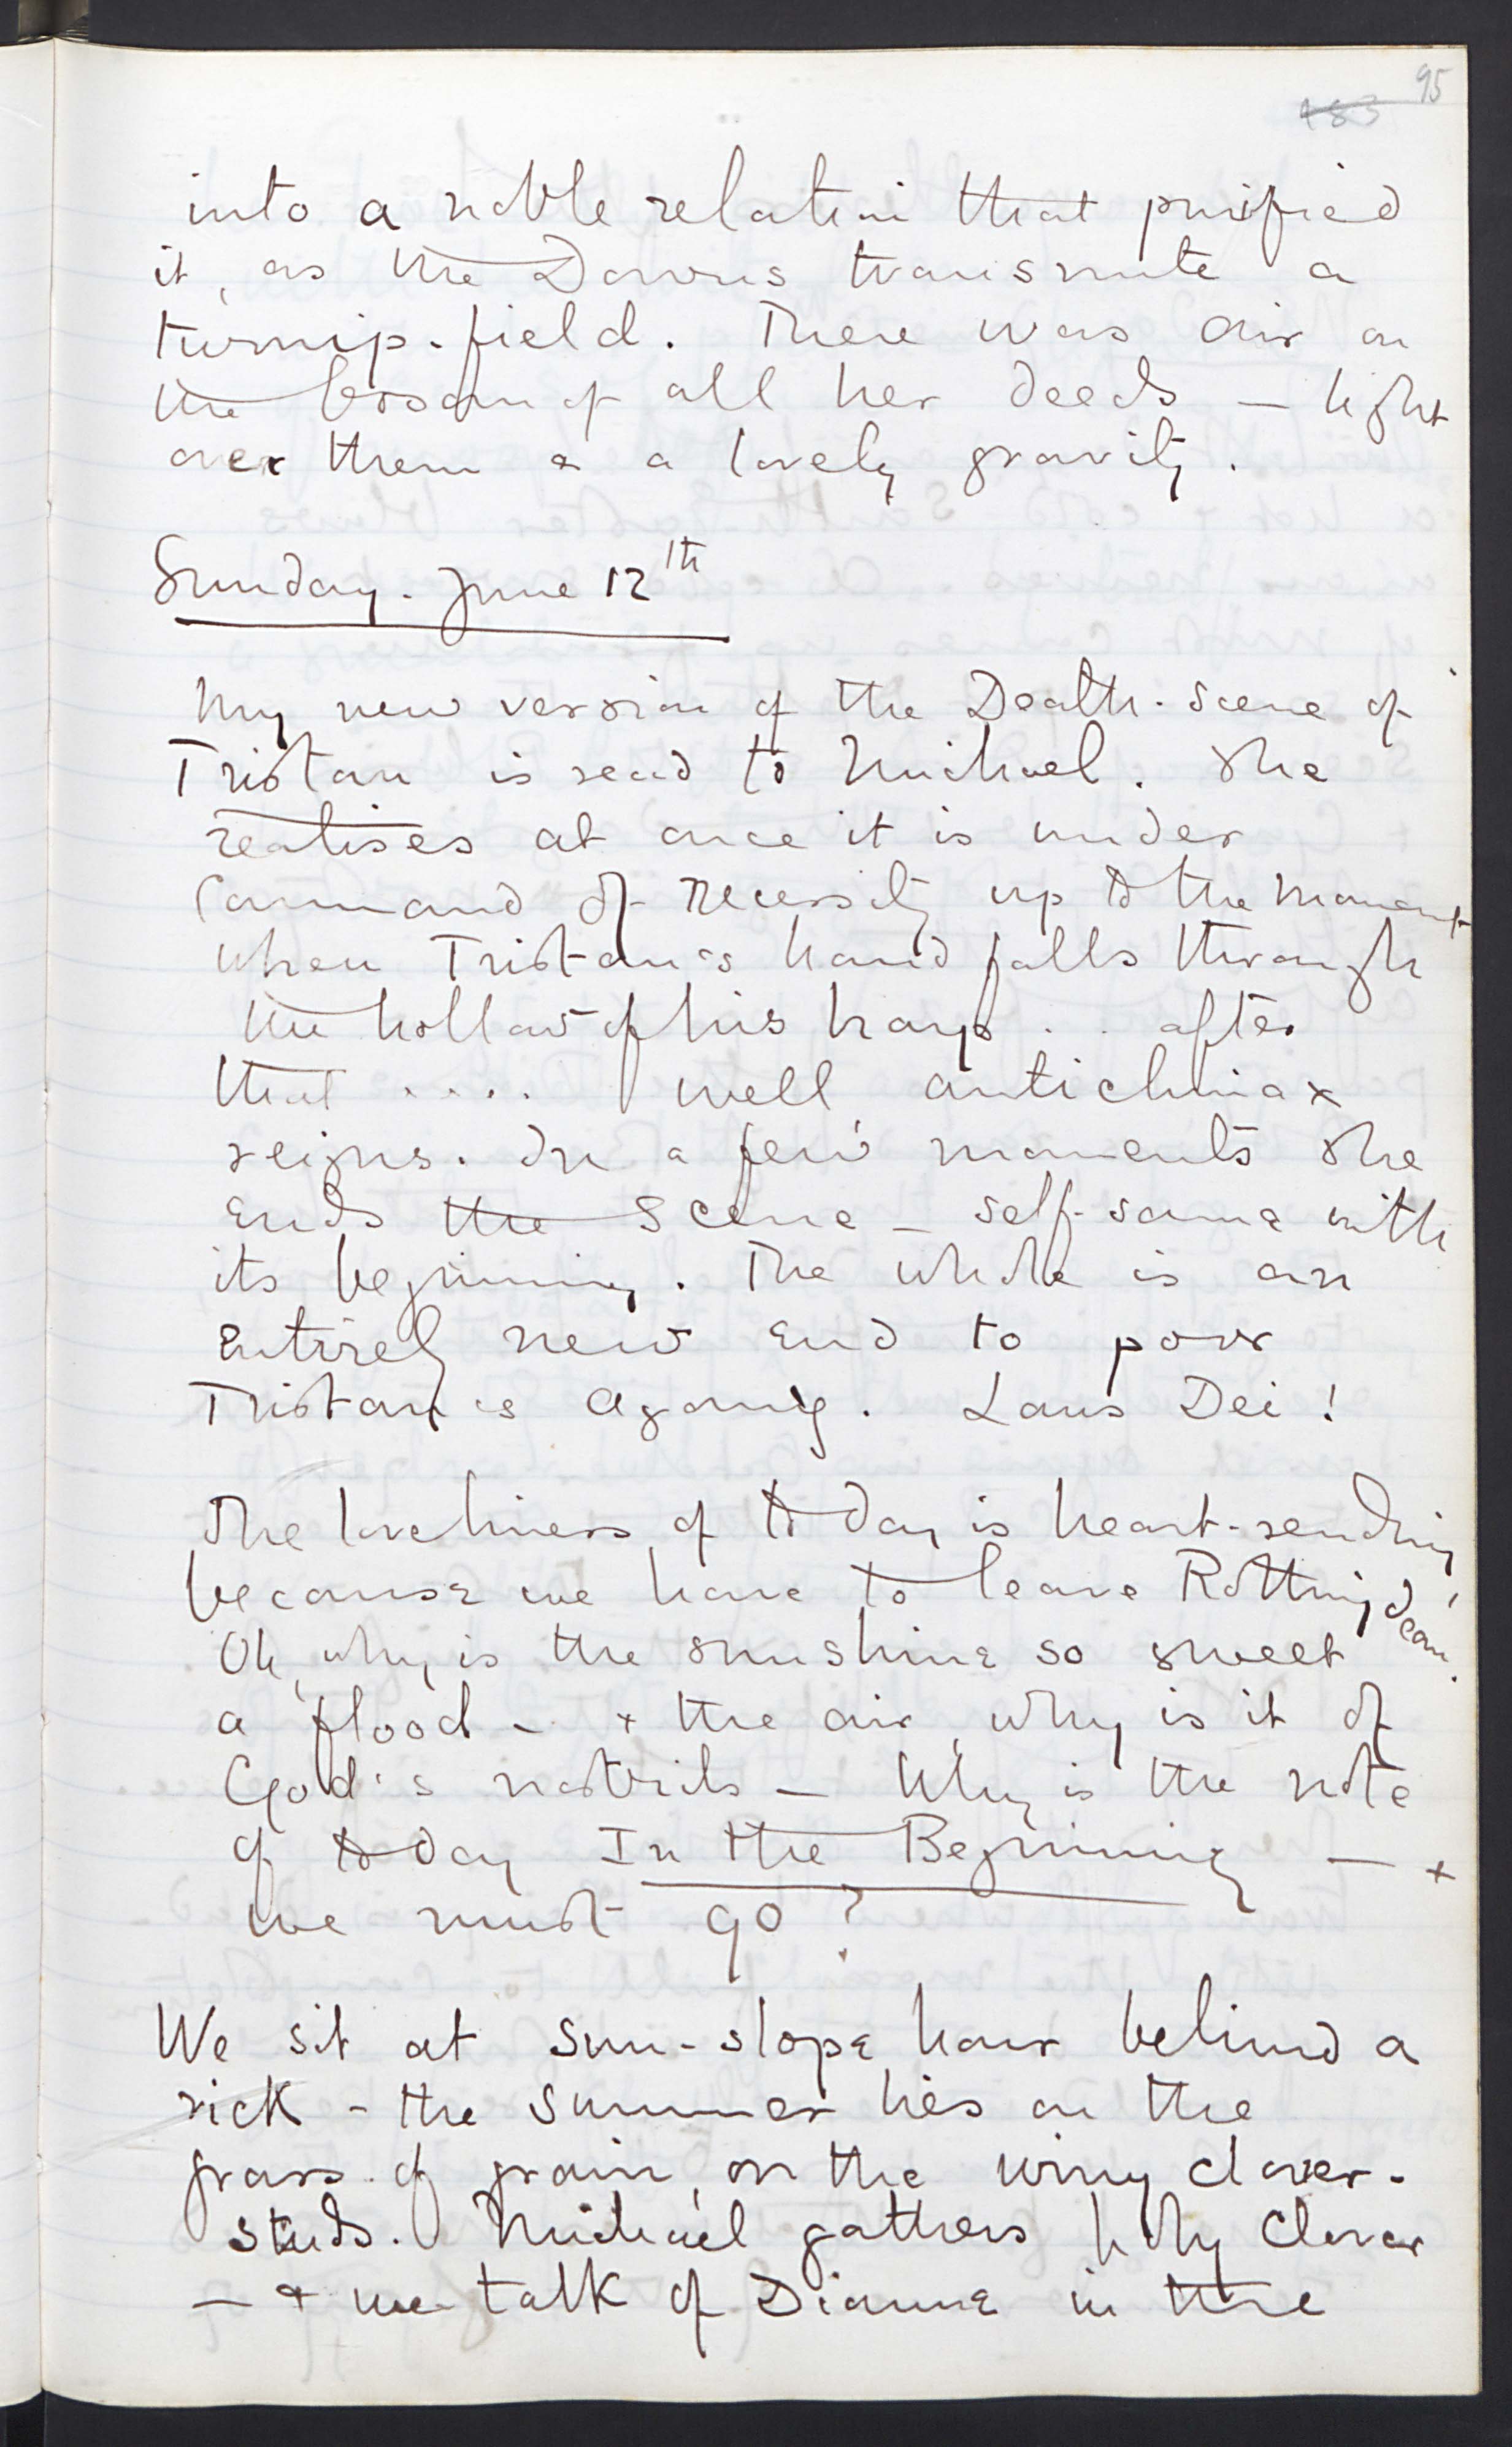 95
183
into a noble relation that purified
it, as the Downs transmute a
turnip-field. There was air on
the bosom of all her deeds — light
over them & a lovely gravity.
Sunday. June 12th
My new version of the Death-Scene of
Tristan is read to Michael. She
realises at once it is under
Command of Necessity up to the moment
when Tristan's hand falls through
the hollow of his harp . . after
that .... well, antichmiax
reigns. In a few moments she
ends the Scene — self-same with
its beginning. The whole is an
entirely new end to poor
Tristan's agony. Laus Dei!
The loveliness of to day is heart-rending
because we have to leave Rottingdean.
Oh, why is the sunshine so sweet
a flood — & the air, why is it of
God's nostrils — Why is the note
of to day In the Beginning — &
we must go?
We sit at sun-slope hour behind a
rick - the Summer lies on the
grass of grain, on the winy clover-
studs. Michael gathers holy Clover
— & we talk of Dianna in the